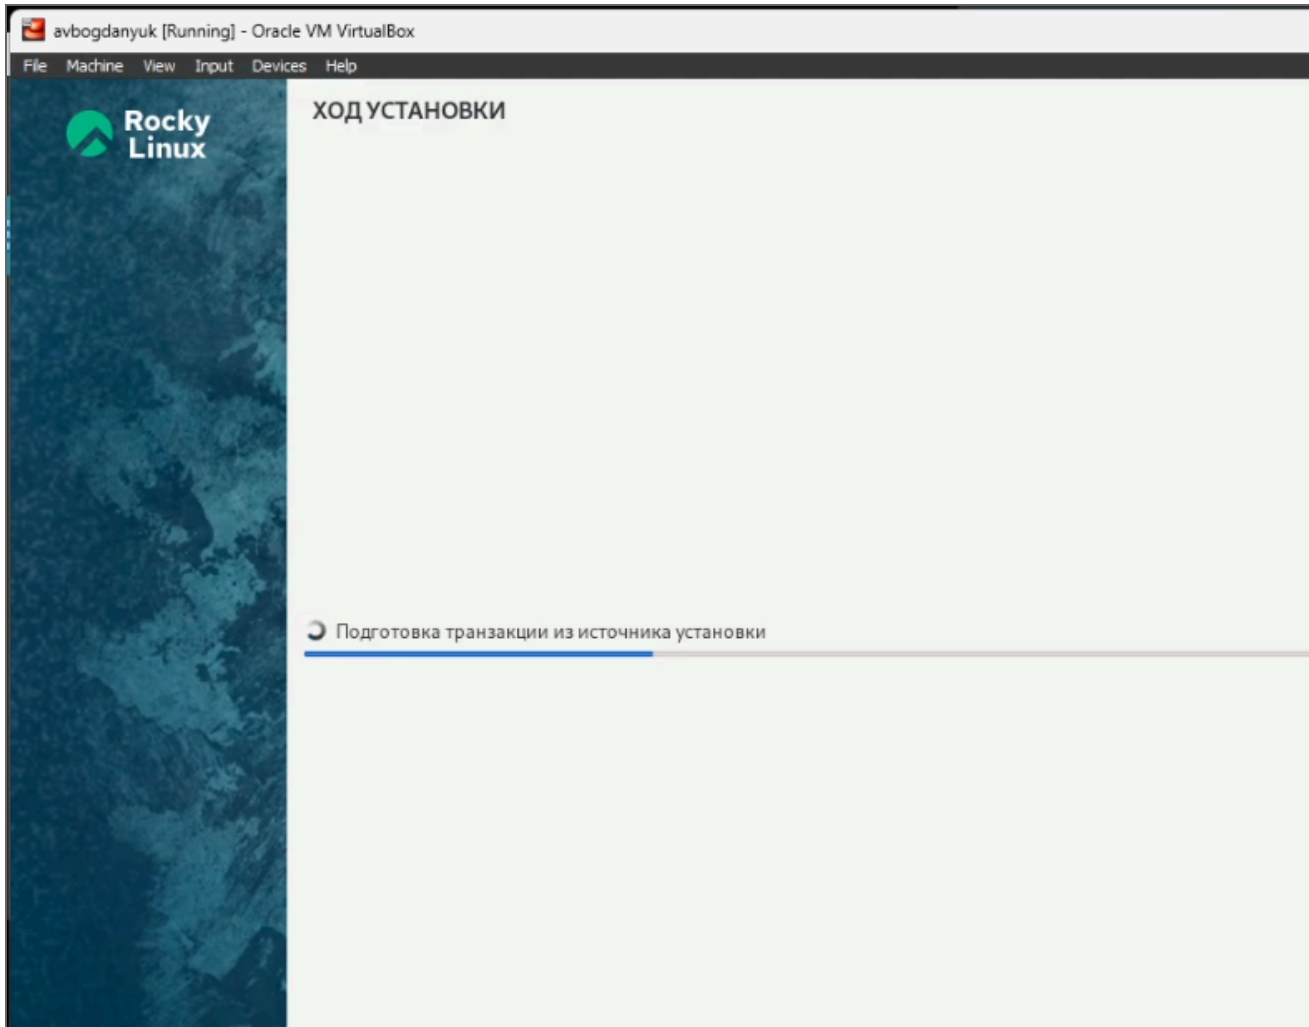 avbogdanyuk [Running] - Oracle VM VirtualBox
File Machine View Input Devices Help
Rocky
Linux
ХОД УСТАНОВКИ
Подготовка транзакции из источника установки